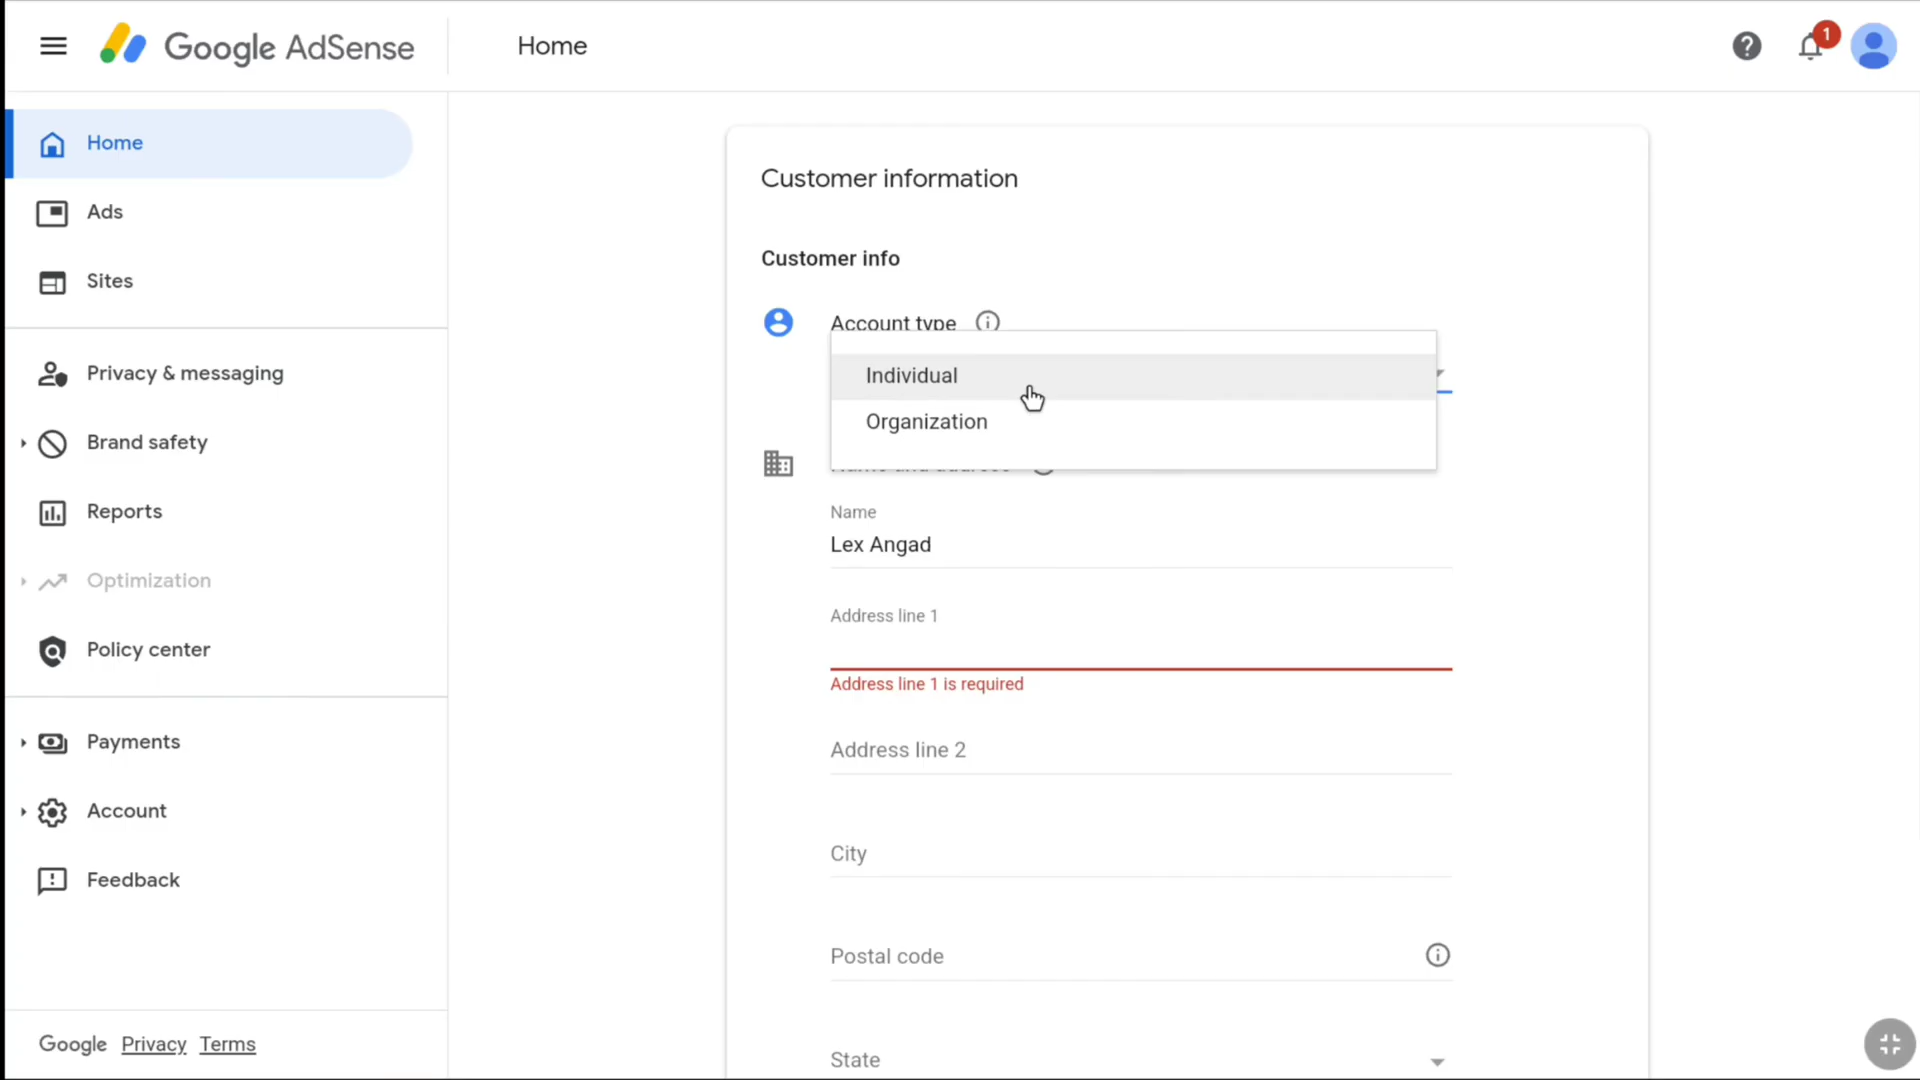 Google AdSense
Home
1
Home
Ads
Sites
Privacy & messaging
Brand safety
Reports
Optimization
Policy center
Payments
Account
Feedback
Google Privacy Terms
Customer information
Customer info
Account type
Individual
Organization
Name
Lex Angad
Address line 1
Address line 1 is required
Address line 2
City
Postal code
State